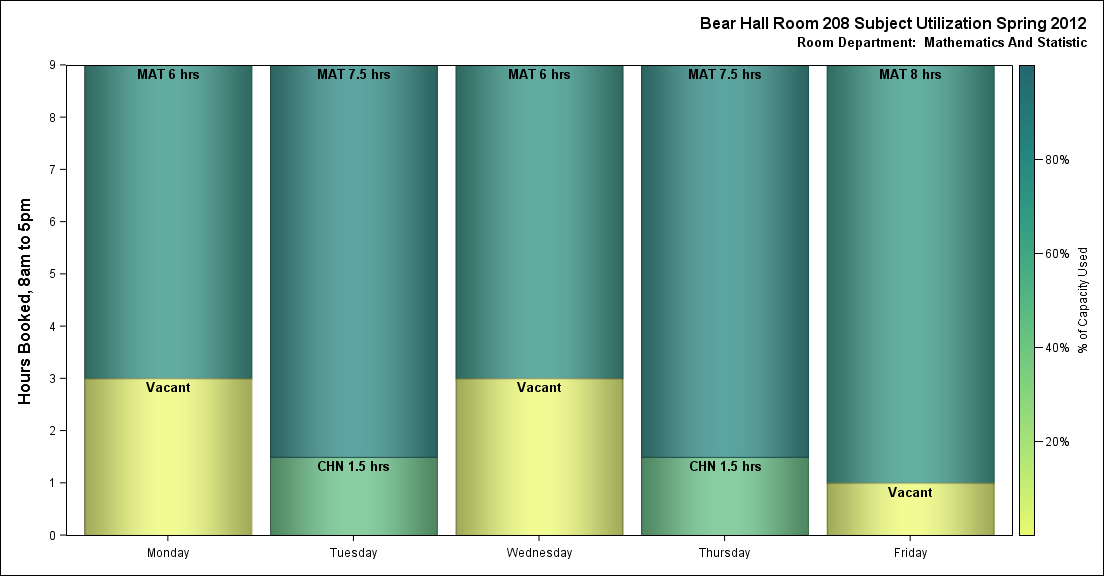 Bear Hall Room 208 Subject Utilization Spring 2012
Room Department:  Mathematics And Statistic
Hours Booked, 8am to 5pm
9
8
7
6
5
4
3
2
1
0
MAT 6 hrs
MAT 7.5 hrs
MAT 6 hrs
MAT 7.5 hrs
MAT 8 hrs
Vacant
CHN 1.5 hrs
Vacant
CHN 1.5 hrs
Vacant
Monday
Tuesday
Wednesday
Thursday
Friday
80%
60%
40%
20%
% of Capacity Used